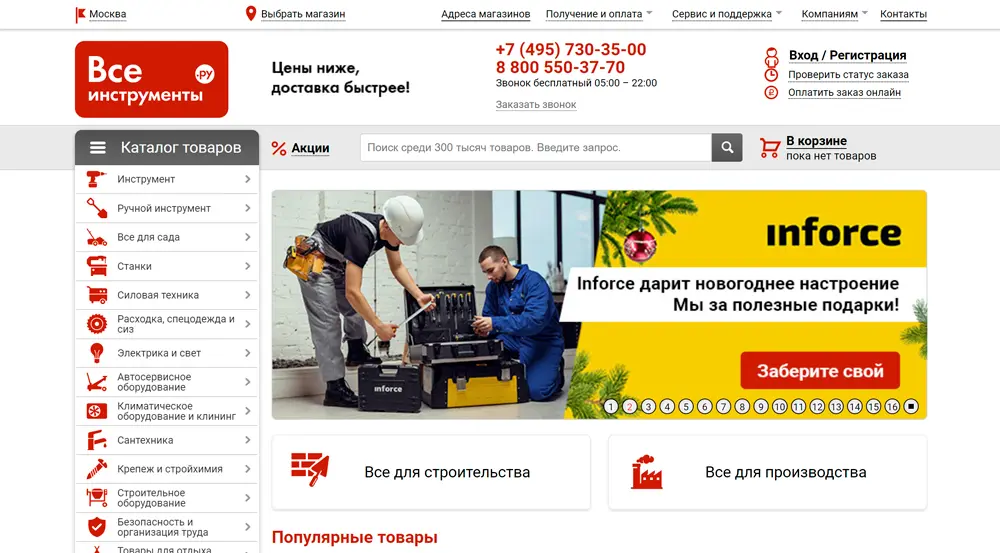 Москва
Выбрать магазин
Адреса магазинов
Получение и оплата
Сервис и поддержка
Компаниям
Контакты
Все
.РУ
инструменты
Цены ниже,
доставка быстрее!
+7 (495) 730-35-00
8 800 550-37-70
Звонок бесплатный 05:00 – 22:00
Заказать звонок
Вход / Регистрация
Проверить статус заказа
Оплатить заказ онлайн
Каталог товаров
Акции
Поиск среди 300 тысяч товаров. Введите запрос.
В корзине
пока нет товаров
Инструмент
Ручной инструмент
Все для сада
Станки
Силовая техника
Расходка, спецодежда и
сиз
Электрика и свет
Автосервисное
оборудование
Климатическое
оборудование и клининг
Сантехника
Крепеж и стройхимия
Строительное
оборудование
Безопасность и
организация труда
Товары для отдыха
inforce
inforce
Inforce дарит новогоднее настроение
Мы за полезные подарки!
Заберите свой
1 2 3 4 5 6 7 8 9 10 11 12 13 14 15 16
Все для строительства
Все для производства
Популярные товары